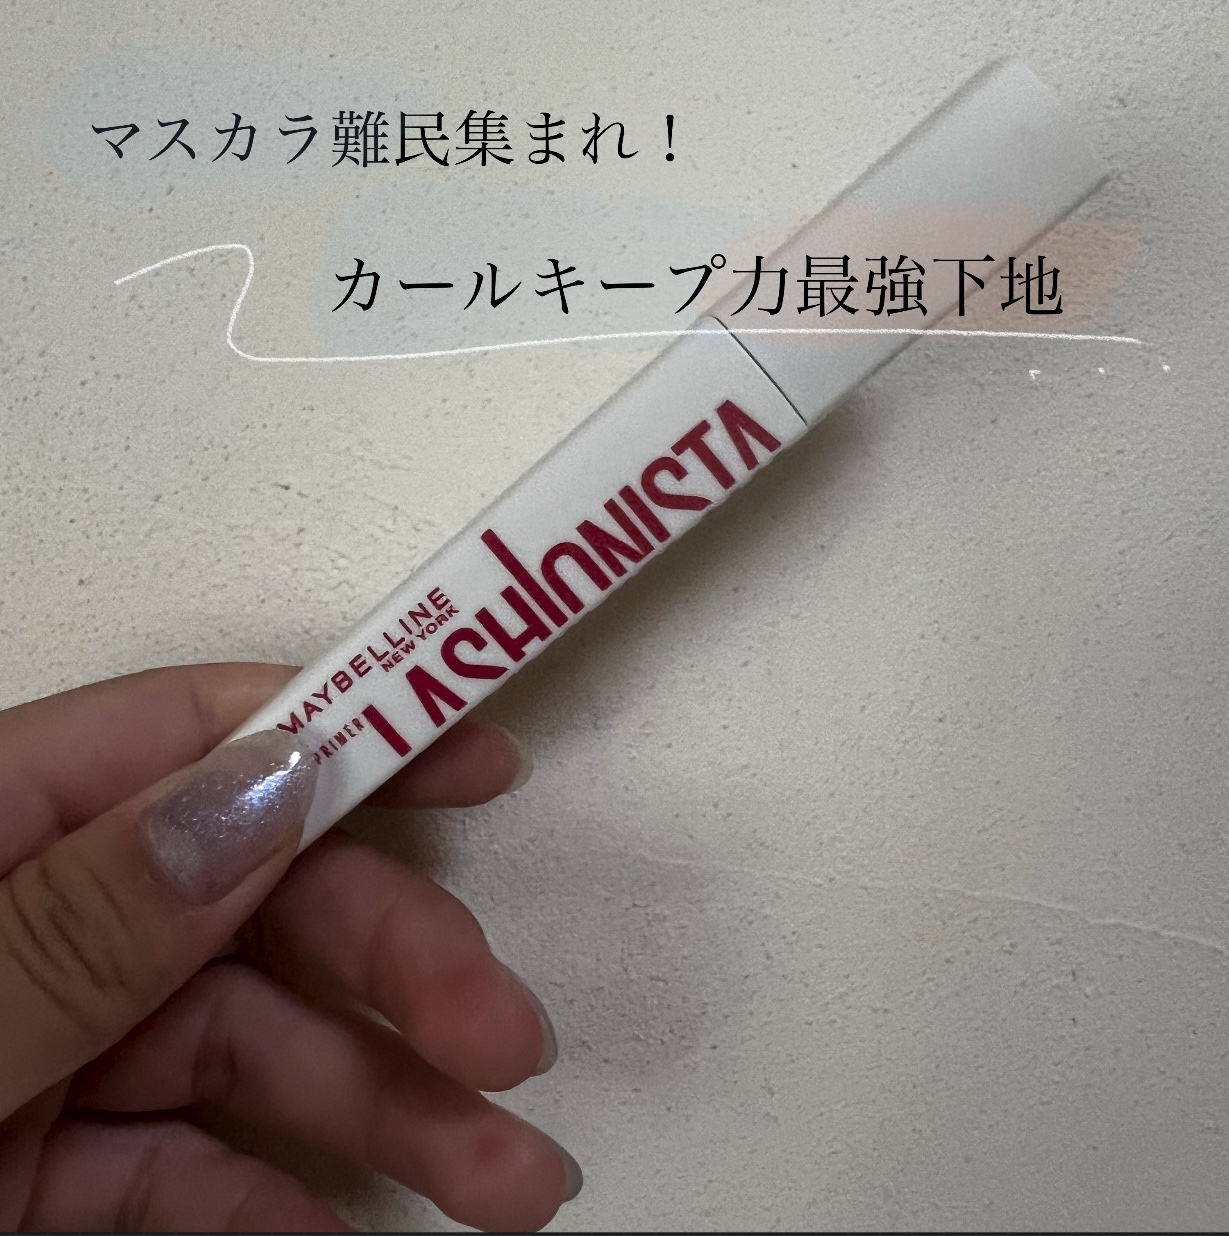 マスカラ難民集まれ！
カールキープ力最強下地
MAYBELLINE
NEW YORK
PRIMER
LASHIONISTA